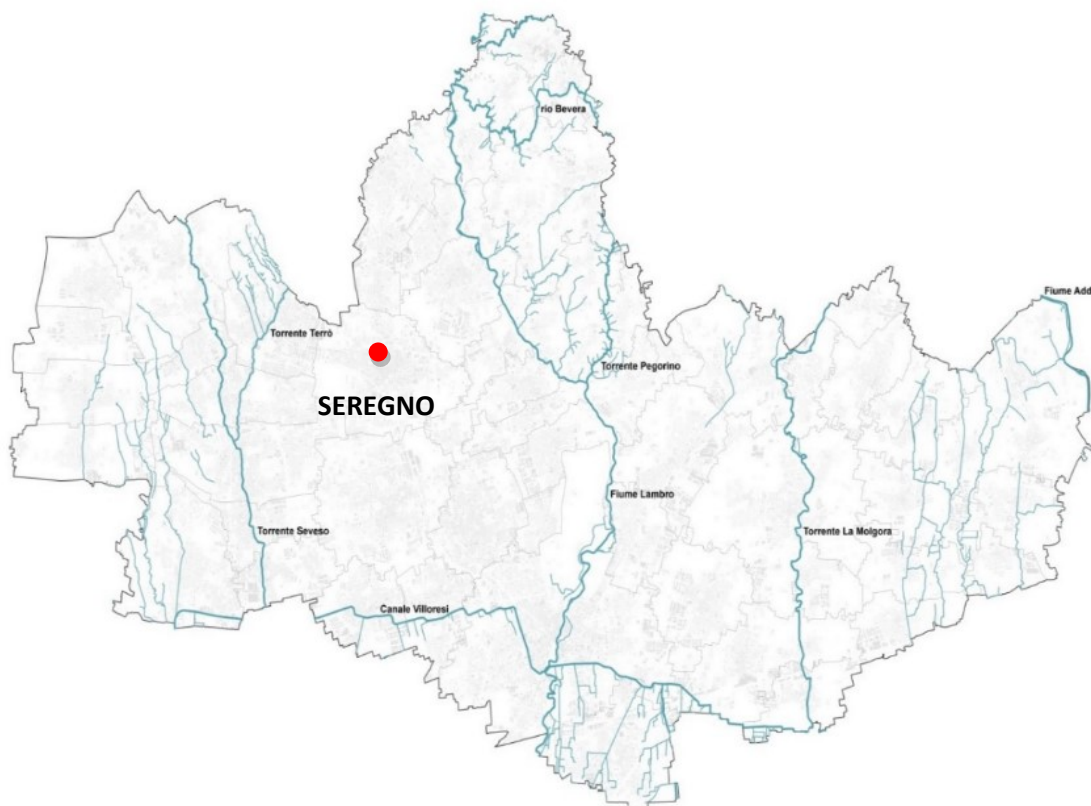 rio Bevera
Fiume Add
Torrente Terrò
SEREGNO
Torrente Pegorino
Fiume Lambro
Torrente Seveso
Torrente La Molgora
Canale Villoresi